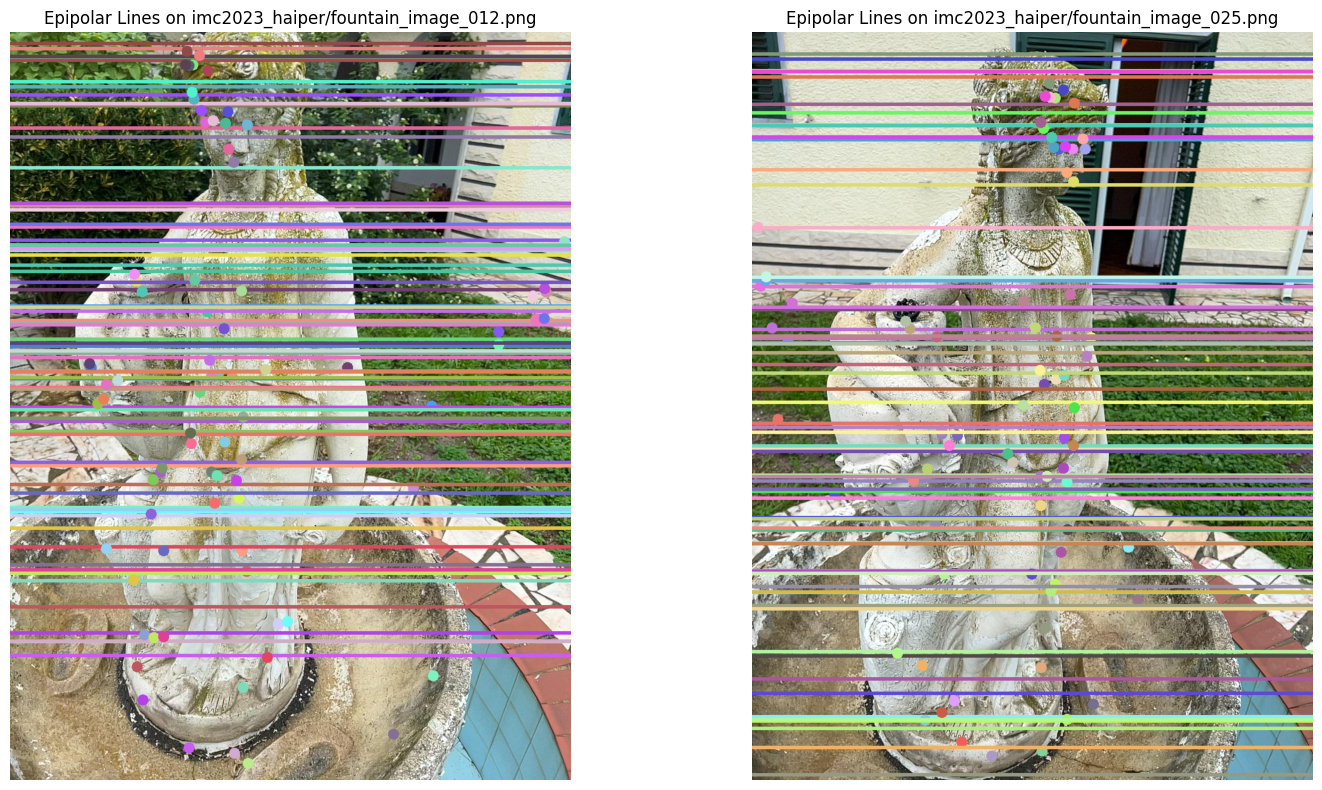 Epipolar Lines on imc2023_haiper/fountain_image_012.png
Epipolar Lines on imc2023_haiper/fountain_image_025.png